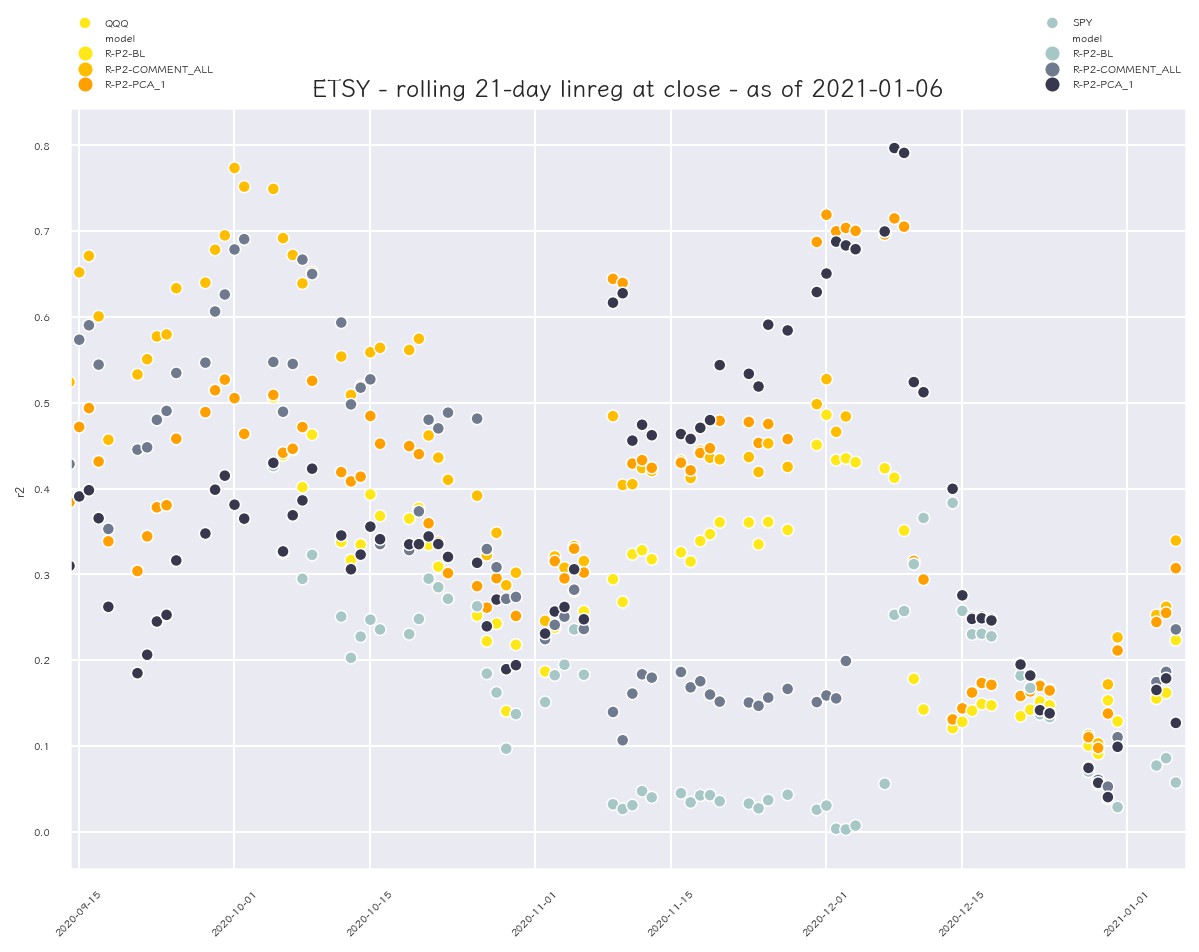 QQQ
model
R-P2-BL
R-P2-COMMENT_ALL
R-P2-PCA_1
SPY
model
R-P2-BL
R-P2-COMMENT_ALL
R-P2-PCA_1
ETSY - rolling 21-day linreg at close - as of 2021-01-06
0.8
0.7
0.6
0.5
0.4
0.3
0.2
0.1
0.0
r2
2020-09-15
2020-10-01
2020-10-15
2020-11-01
2020-11-15
2020-12-01
2020-12-15
2021-01-01